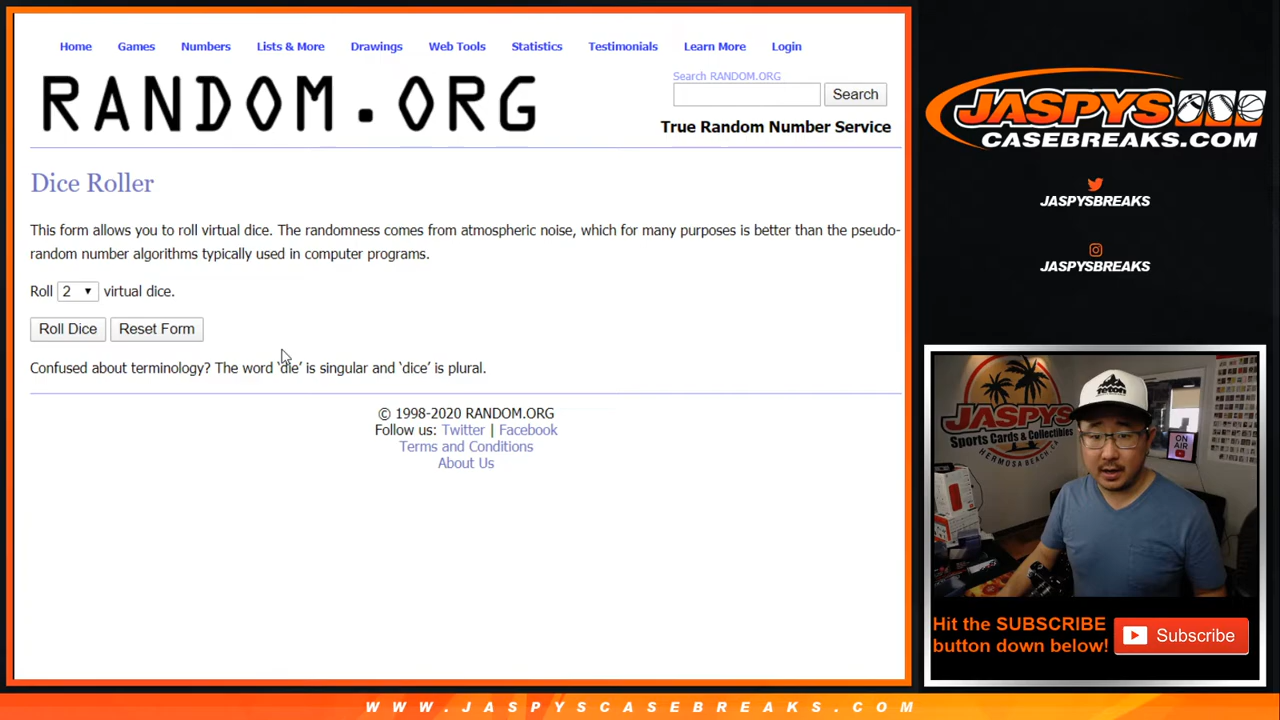 Home Games Numbers Lists & More Drawings Web Tools Statistics Testimonials Learn More Login
RANDOM.ORG
Search RANDOM.ORG
Search
True Random Number Service
Dice Roller
This form allows you to roll virtual dice. The randomness comes from atmospheric noise, which for many purposes is better than the pseudo-
random number algorithms typically used in computer programs.
Roll 2 virtual dice.
Roll Dice Reset Form
Confused about terminology? The word ‘die’ is singular and ‘dice’ is plural.
© 1998-2020 RANDOM.ORG
Follow us: Twitter | Facebook
Terms and Conditions
About Us
JASPYS
CASEBREAKS.COM
JASPYSBREAKS
JASPYSBREAKS
JASPYS
Sports Cards & Collectibles
HERMOSA BEACH CA
TETON
ON
AIR
Hit the SUBSCRIBE
button down below!
Subscribe
WWW.JASPYSCASEBREAKS.COM